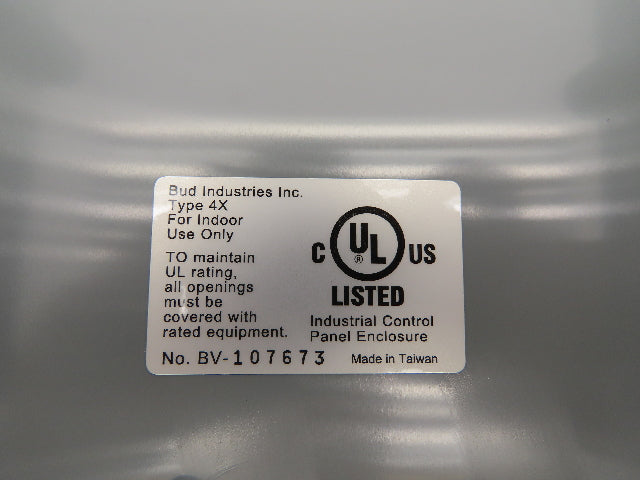 Bud Industries Inc.
Type 4X
For Indoor
Use Only
TO maintain
UL rating,
all openings
must be
covered with
rated equipment.
No. BV-107673
C UL US
®
LISTED
Industrial Control
Panel Enclosure
Made in Taiwan